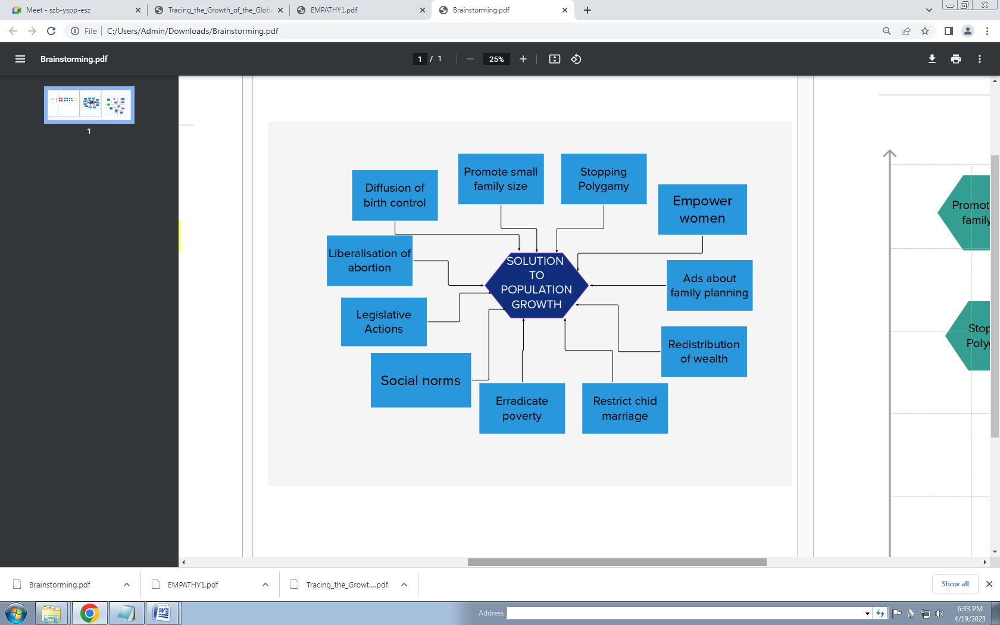 Meet - szb-yspp-esz
Tracing_the_Growth_of_the_Glob
EMPATHY1.pdf
Brainstorming.pdf
File
C:/Users/Admin/Downloads/Brainstorming.pdf
Brainstorming.pdf
1 / 1
25%
1
Diffusion of
birth control
Promote small
family size
Stopping
Polygamy
Empower
women
Liberalisation of
abortion
SOLUTION
TO
POPULATION
GROWTH
Ads about
family planning
Legislative
Actions
Redistribution
of wealth
Social norms
Erradicate
poverty
Restrict chid
marriage
Promot
family
Stop
Poly
Brainstorming.pdf
EMPATHY1.pdf
Tracing_the_Growt....pdf
Show all
Address
6:33 PM
4/19/2023